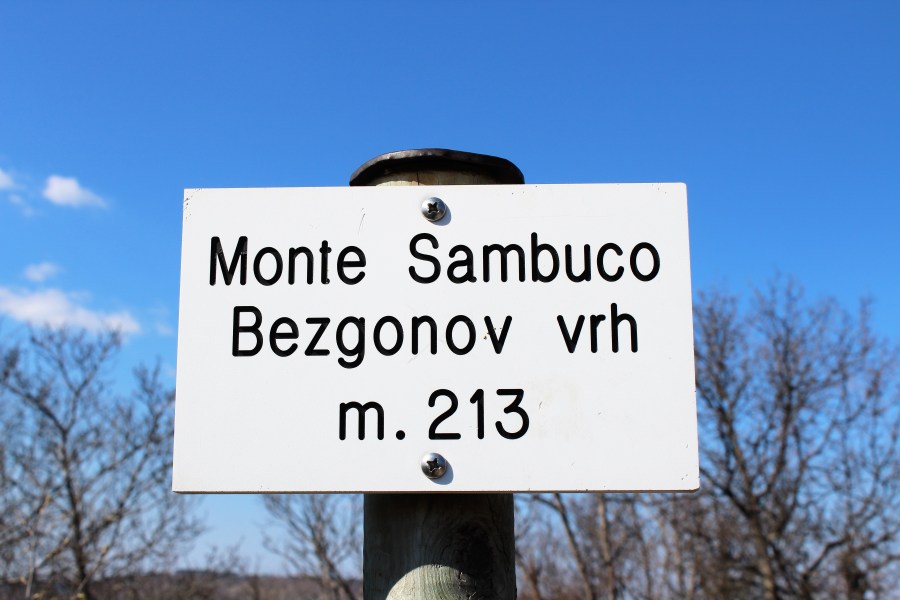 Monte Sambuco
Bezgonov vrh
m. 213